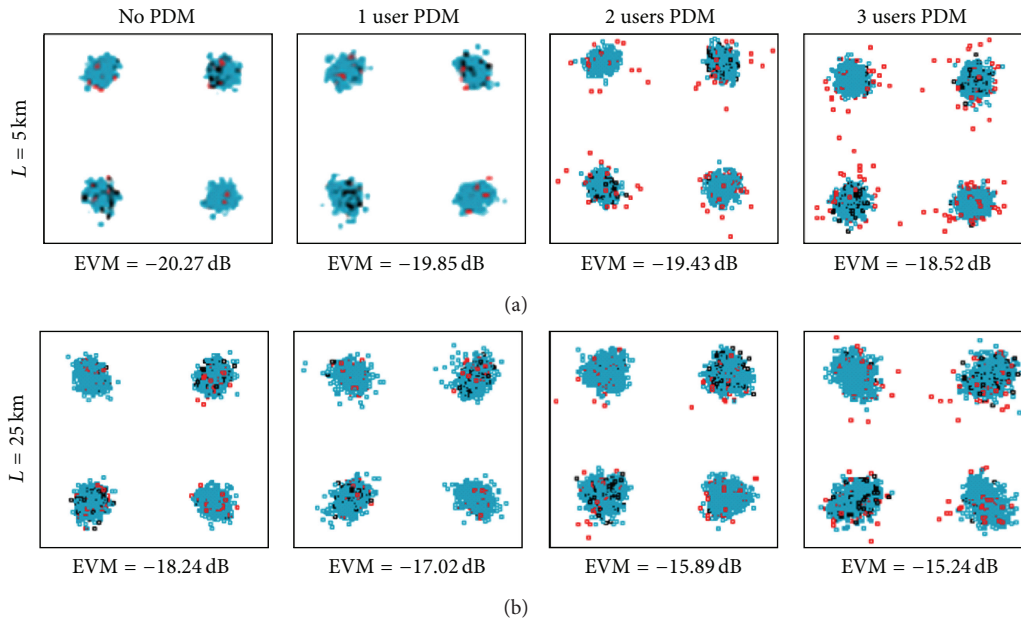 No PDM
1 user PDM
2 users PDM
3 users PDM
L = 5 km
EVM = −20.27 dB
EVM = −19.85 dB
EVM = −19.43 dB
EVM = −18.52 dB
(a)
L = 25 km
EVM = −18.24 dB
EVM = −17.02 dB
EVM = −15.89 dB
EVM = −15.24 dB
(b)